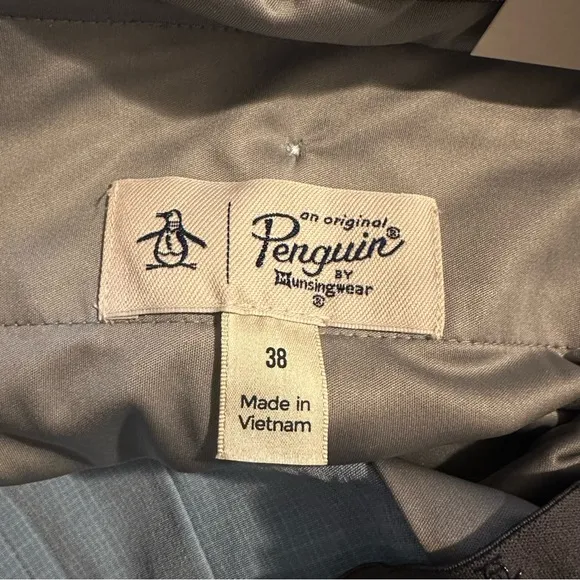 an original
Penguin®
BY
Munsingwear
®
38
Made in
Vietnam